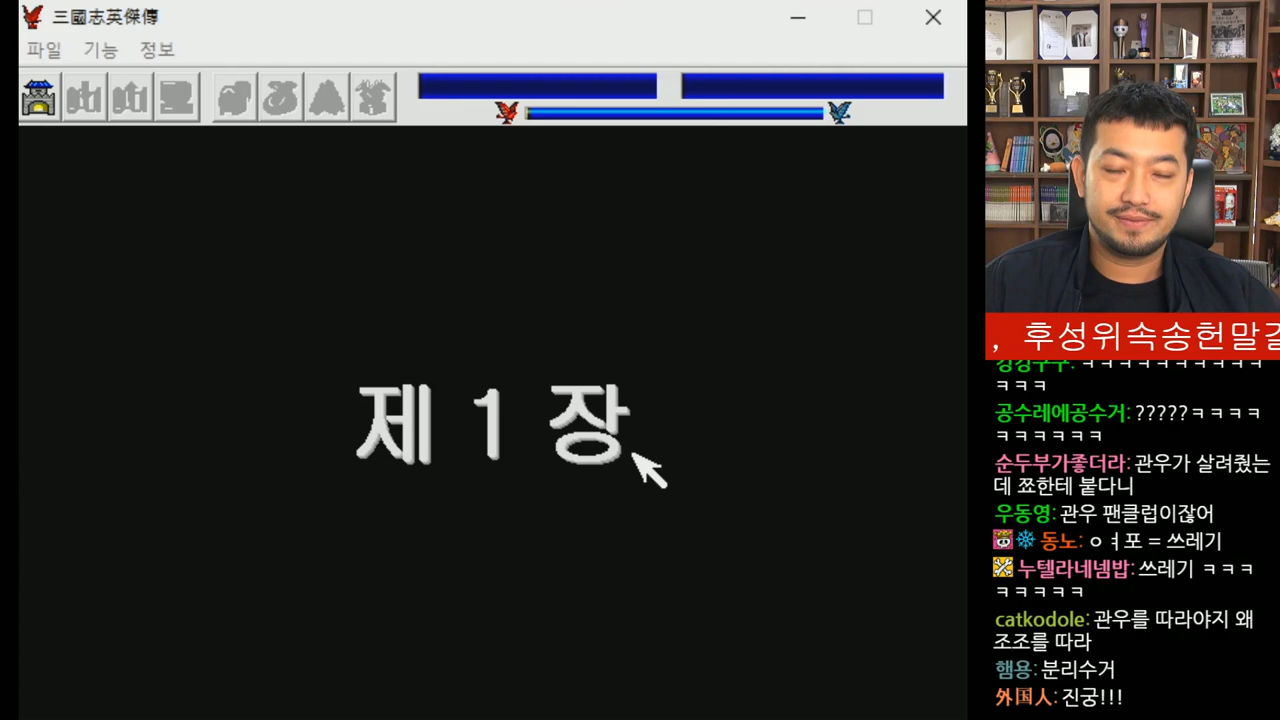 三國志英傑傳
파일 기능 정보
제 1 장
, 후성위속송헌말길
ㅋㅋㅋㅋㅋㅋㅋㅋㅋㅋㅋ
ㅋㅋㅋ
공수레에공수거: ?????ㅋㅋㅋㅋ
ㅋㅋㅋㅋㅋㅋ
순두부가좋더라: 관우가 살려줬는
데 쪼한테 붙다니
우동영: 관우 팬클럽이잖어
동노: ㅇㅕ포 = 쓰레기
누텔라네넴밥: 쓰레기 ㅋㅋㅋ
ㅋㅋㅋㅋㅋ
catkodole: 관우를 따라야지 왜
조조를 따라
햄용: 분리수거
外国人: 진궁!!!